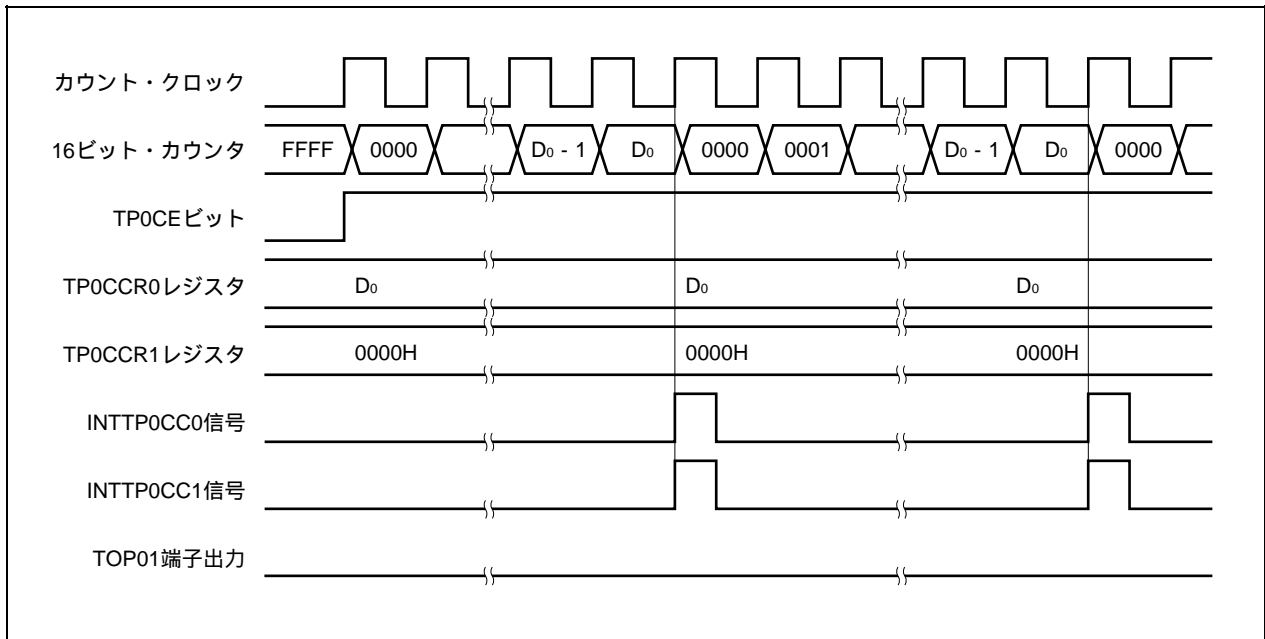 カウント・クロック
16ビット・カウンタ FFFF 0000 D0 - 1 D0 0000 0001 D0 - 1 D0 0000
TP0CEビット
TP0CCR0レジスタ D0 D0 D0
TP0CCR1レジスタ 0000H 0000H 0000H
INTTP0CC0信号
INTTP0CC1信号
TOP01端子出力